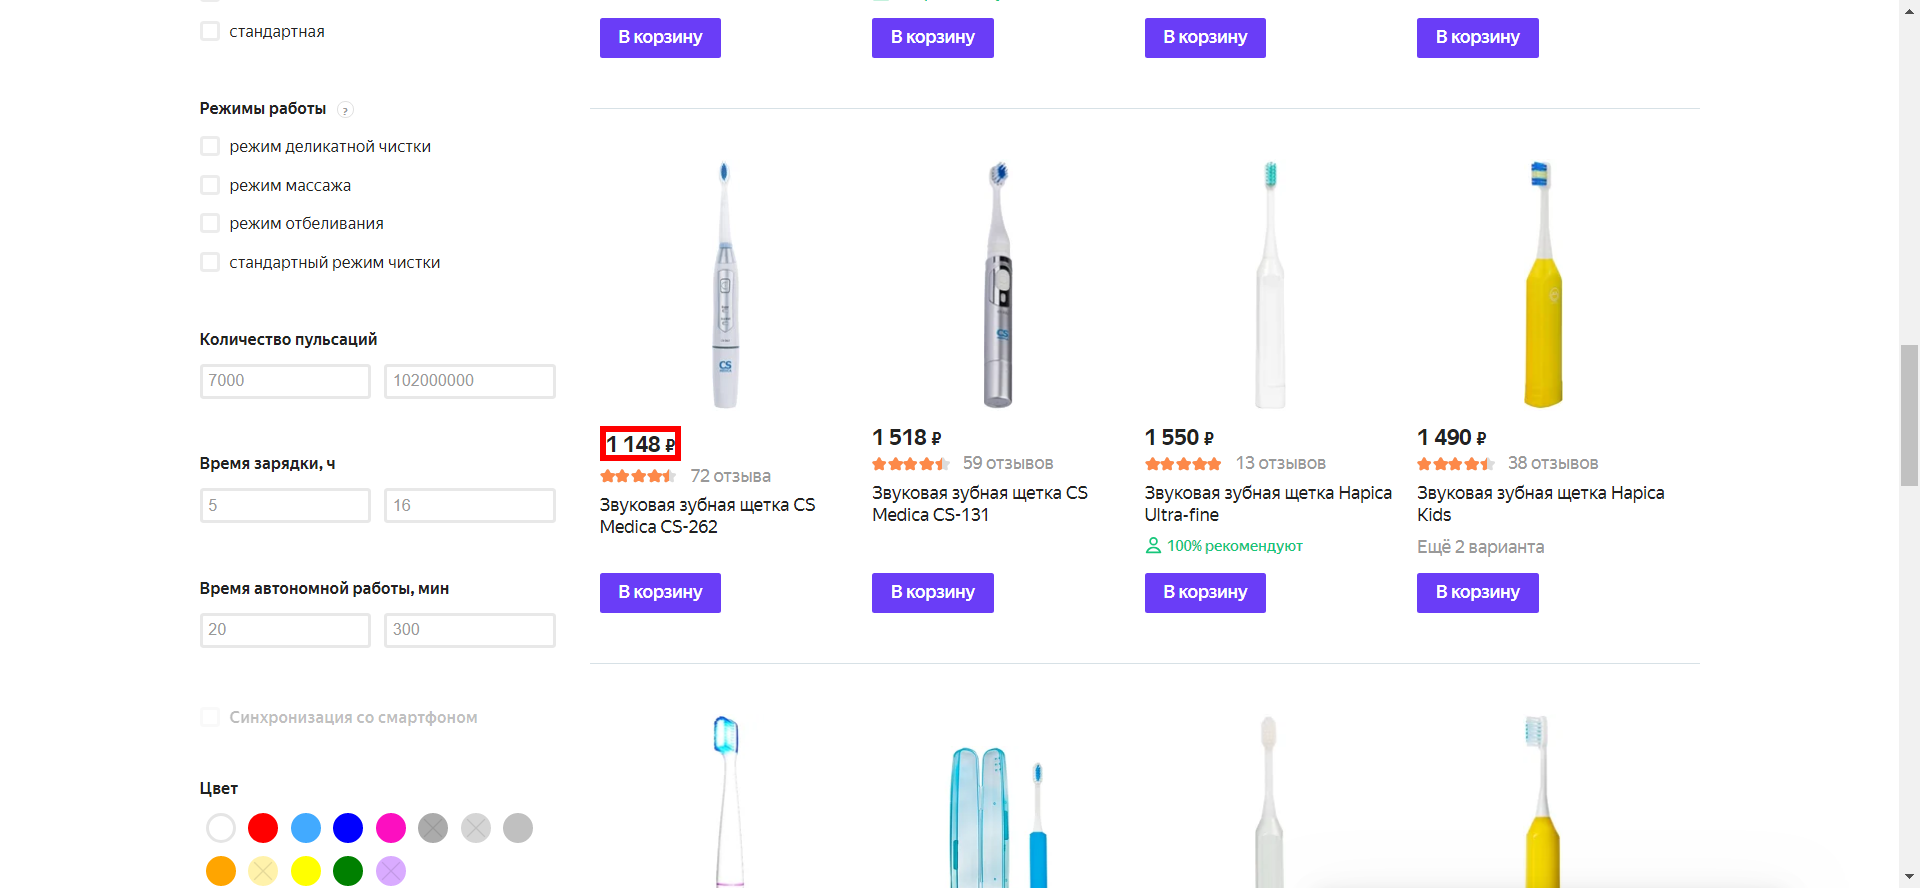 стандартная
В корзину
В корзину
В корзину
В корзину
Режимы работы ?
режим деликатной чистки
режим массажа
режим отбеливания
стандартный режим чистки
Количество пульсаций
7000
102000000
Время зарядки, ч
5
16
Время автономной работы, мин
20
300
Синхронизация со смартфоном
Цвет
CS
1 148 ₽
72 отзыва
Звуковая зубная щетка CS
Medica CS-262
В корзину
CS
1 518 ₽
59 отзывов
Звуковая зубная щетка CS
Medica CS-131
В корзину
1 550 ₽
13 отзывов
Звуковая зубная щетка Hapica
Ultra-fine
100% рекомендуют
В корзину
1 490 ₽
38 отзывов
Звуковая зубная щетка Hapica
Kids
Ещё 2 варианта
В корзину